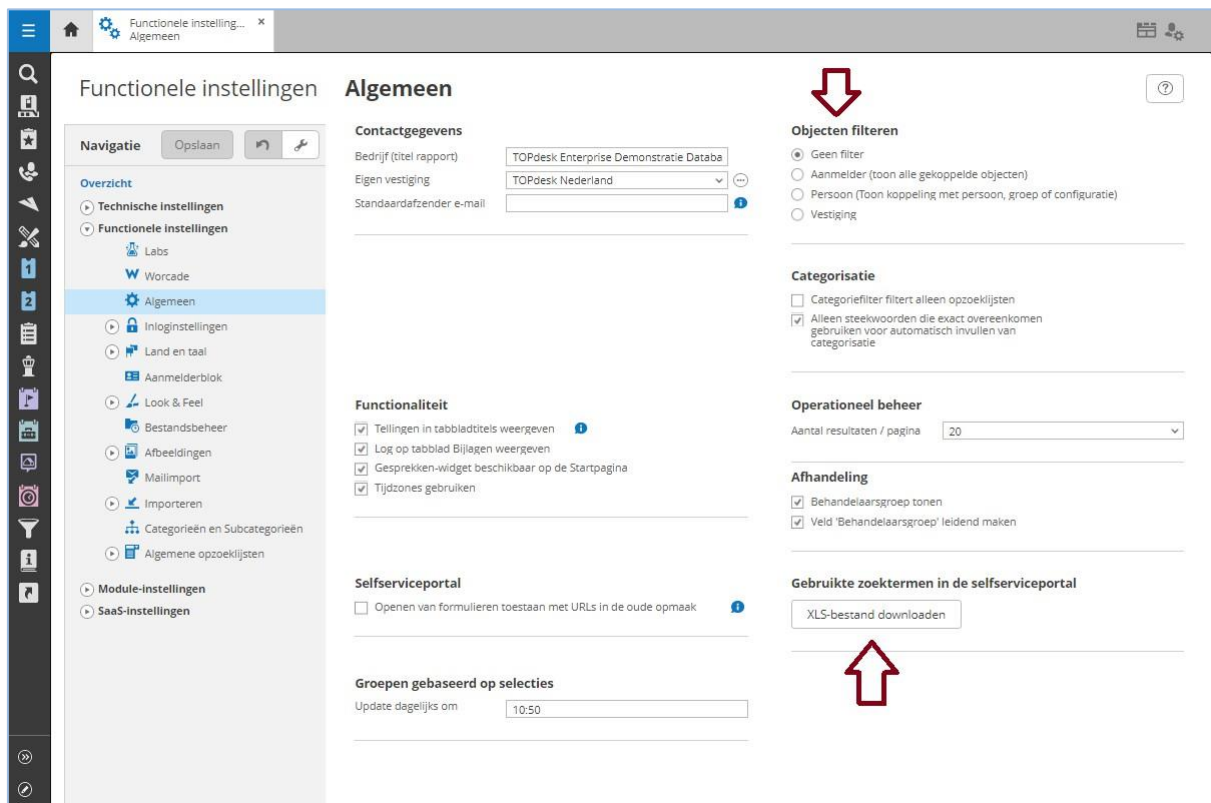 Functionele instelling...
Algemeen
Functionele instellingen
Navigatie
Opslaan
Overzicht
Technische instellingen
Functionele instellingen
Labs
Worcade
Algemeen
Inloginstellingen
Land en taal
Aanmelderblok
Look & Feel
Bestandsbeheer
Afbeeldingen
Mailimport
Importeren
Categorieën en Subcategorieën
Algemene opzoeklijsten
Module-instellingen
SaaS-instellingen
Algemeen
Contactgegevens
Bedrijf (titel rapport) TOPdesk Enterprise Demonstratie Databa
Eigen vestiging TOPdesk Nederland
Standaardafzender e-mail
Functionaliteit
Tellingen in tabbladtitels weergeven
Log op tabblad Bijlagen weergeven
Gesprekken-widget beschikbaar op de Startpagina
Tijdzones gebruiken
Selfserviceportal
Openen van formulieren toestaan met URLs in de oude opmaak
Groepen gebaseerd op selecties
Update dagelijks om 10:50
Objecten filteren
Geen filter
Aanmelder (toon alle gekoppelde objecten)
Persoon (Toon koppeling met persoon, groep of configuratie)
Vestiging
Categorisatie
Categoriefilter filtert alleen opzoeklijsten
Alleen steekwoorden die exact overeenkomen
gebruiken voor automatisch invullen van
categorisatie
Operationeel beheer
Aantal resultaten / pagina 20
Afhandeling
Behandelaarsgroep tonen
Veld 'Behandelaarsgroep' leidend maken
Gebruikte zoektermen in de selfserviceportal
XLS-bestand downloaden